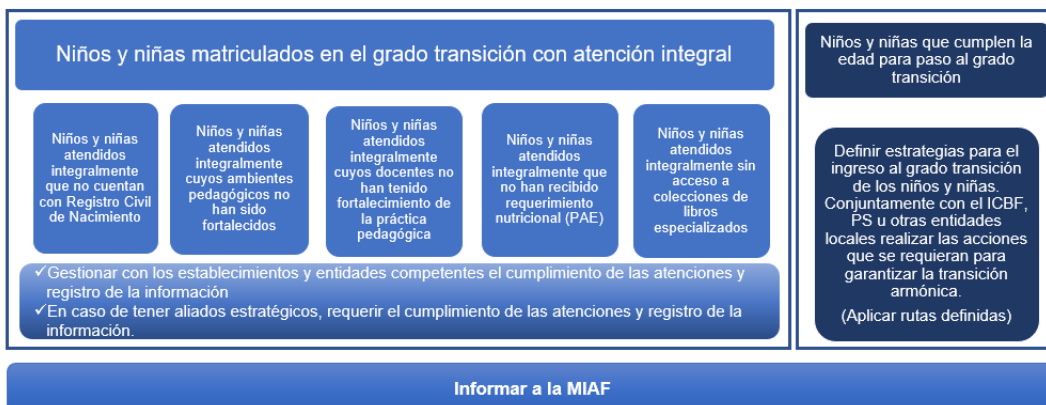 Niños y niñas matriculados en el grado transición con atención integral
Niños y niñas
atendidos
integralmente
que no cuentan
con Registro Civil
de Nacimiento
Niños y niñas
atendidos
integralmente
cuyos ambientes
pedagógicos no
han sido
fortalecidos
Niños y niñas
atendidos
integralmente
cuyos docentes no
han tenido
fortalecimiento de
la práctica
pedagógica
Niños y niñas
atendidos
integralmente que
no han recibido
requerimiento
nutricional (PAE)
Niños y niñas
atendidos
integralmente sin
acceso a
colecciones de
libros
especializados
✓Gestionar con los establecimientos y entidades competentes el cumplimiento de las atenciones y
registro de la información
✓En caso de tener aliados estratégicos, requerir el cumplimiento de las atenciones y registro de la
información.
Niños y niñas que cumplen la
edad para paso al grado
transición
Definir estrategias para el
ingreso al grado transición
de los niños y niñas.
Conjuntamente con el ICBF,
PS u otras entidades
locales realizar las acciones
que se requieran para
garantizar la transición
armónica.
(Aplicar rutas definidas)
Informar a la MIAF